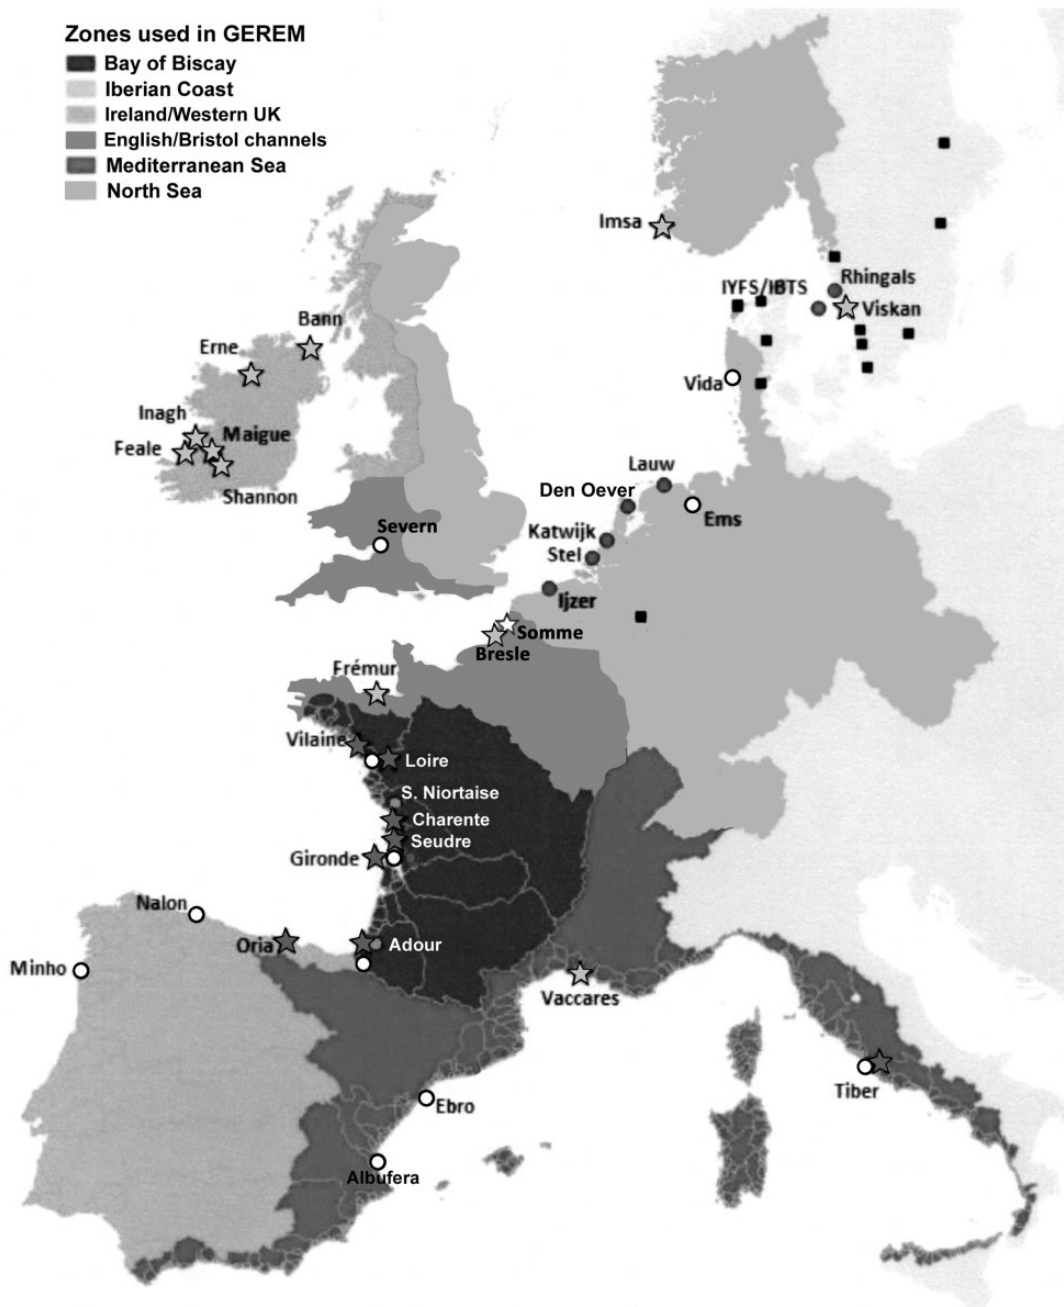 Zones used in GEREM
Bay of Biscay
Iberian Coast
Ireland/Western UK
English/Bristol channels
Mediterranean Sea
North Sea
Imsa
Rhingals
IYFS/IBTS
Viskan
Bann
Erne
Vida
Inagh
Maigue
Feale
Shannon
Lauw
Den Oever
Ems
Severn
Katwijk
Stel
Ijzer
Somme
Bresle
Frémur
Vilaine
Loire
S. Niortaise
Charente
Seudre
Gironde
Nalon
Oria
Adour
Minho
Vaccares
Tiber
Ebro
Albufera